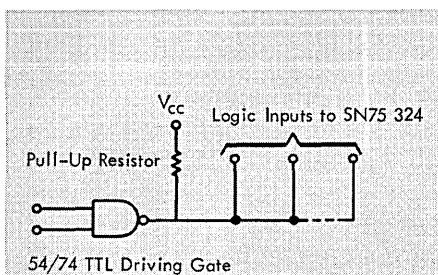 Vcc
Logic Inputs to SN75 324
Pull-Up Resistor
54/74 TTL Driving Gate